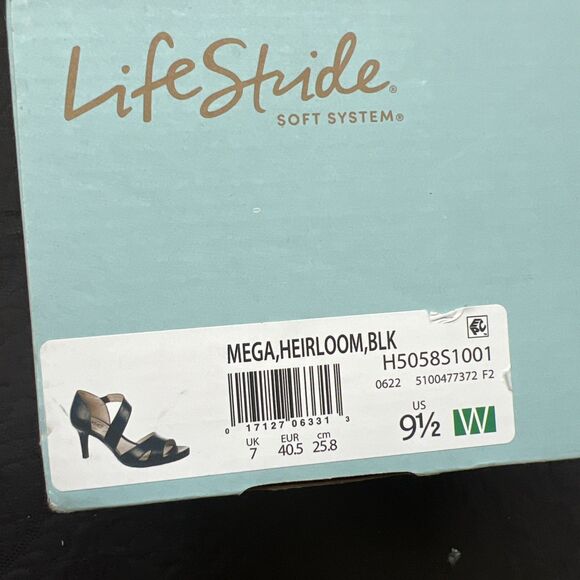 LifeStride®
SOFT SYSTEM®
MEGA,HEIRLOOM,BLK
H5058S1001
0622 5100477372 F2
0 17127 06331 3
UK EUR cm
7 40.5 25.8
US
9½ W